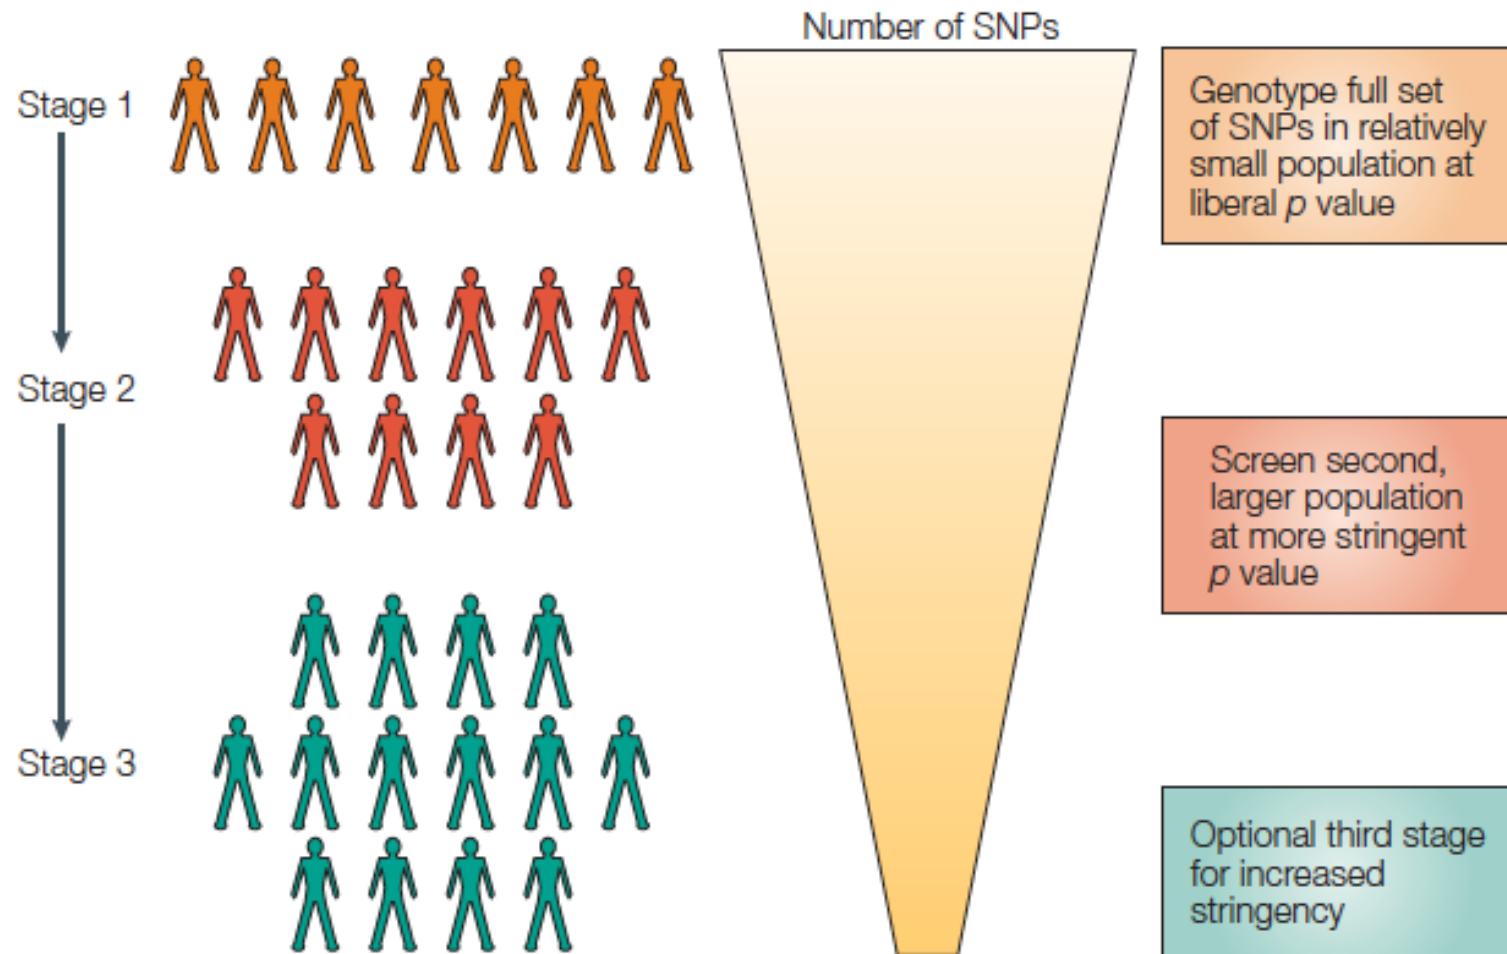 Number of SNPs
Stage 1
Genotype full set
of SNPs in relatively
small population at
liberal p value
Stage 2
Screen second,
larger population
at more stringent
p value
Stage 3
Optional third stage
for increased
stringency